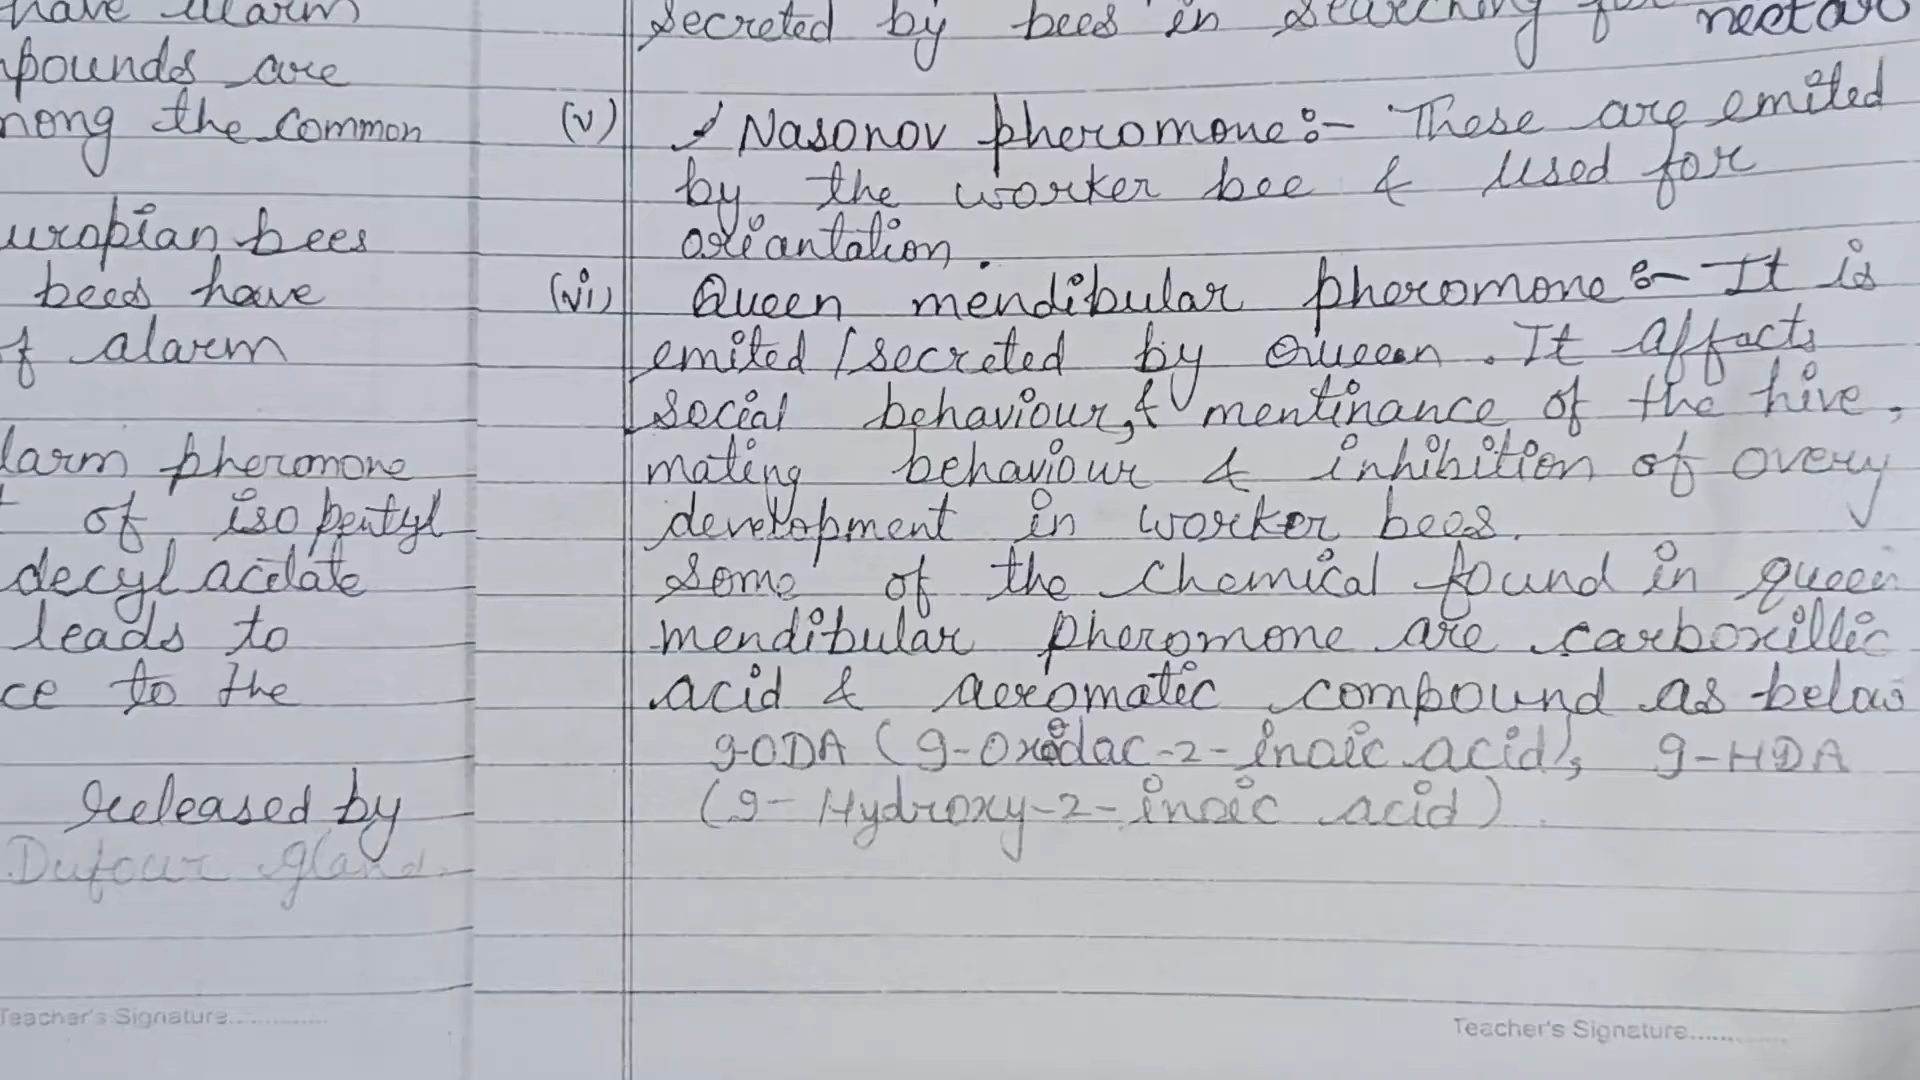 have alarm
pounds are
mong the common
uropian bees
bees have
f alarm
larm pheromone
of iso pentyl
decyl acetate
leads to
ce to the
released by
Dufour gland.
Teacher's Signature..............
secreted by bees in searching for nectar
(v) Nasonov pheromone:- These are emited
by the worker bee & used for
oriantation.
(vi) Queen mendibular pheromone:- It is
emited/secreted by Queen. It affects
social behaviour, & mentinance of the hive,
mating behaviour & inhibition of overy
development in worker bees.
Some of the chemical found in queen
mendibular pheromone are carboxillic
acid & aeromatic compound as below
9-ODA (9-Oxodac-2-inoic acid), 9-HDA
(9-Hydroxy-2-inoic acid).
Teacher's Signature..............